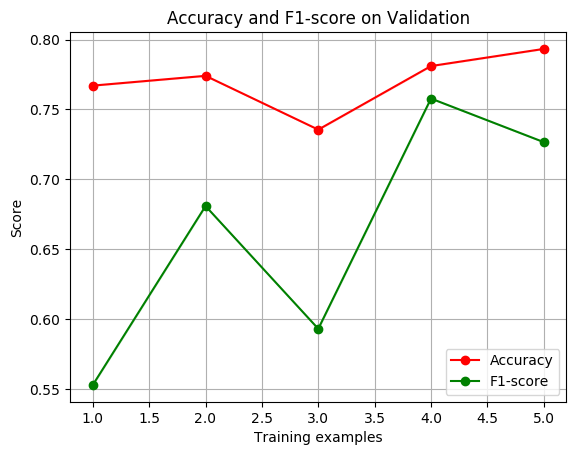 Accuracy and F1-score on Validation
0.80
0.75
0.70
0.65
0.60
0.55
Score
Accuracy
F1-score
1.0 1.5 2.0 2.5 3.0 3.5 4.0 4.5 5.0
Training examples